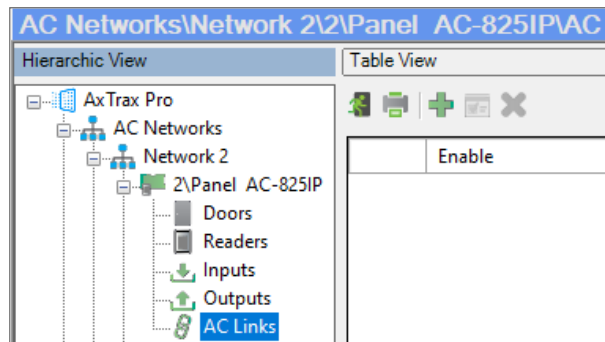 AC Networks\Network 2\2\Panel AC-825IP\AC
Hierarchic View
Table View
AxTrax Pro
AC Networks
Network 2
2\Panel AC-825IP
Doors
Readers
Inputs
Outputs
AC Links
Enable